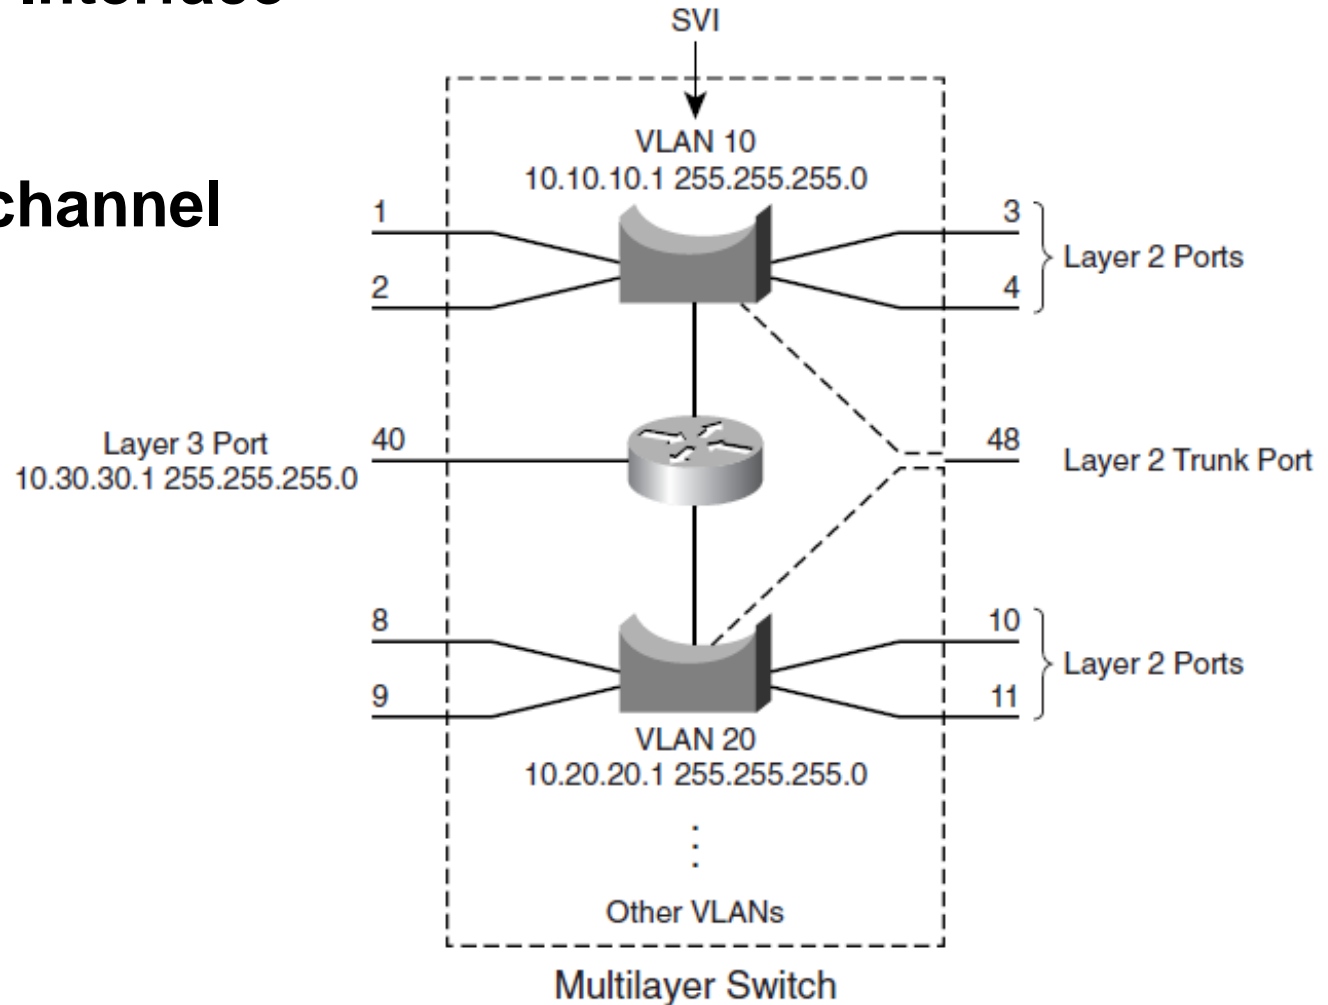 Interface
channel
SVI
VLAN 10
10.10.10.1 255.255.255.0
1
2
3
4
Layer 2 Ports
Layer 3 Port
10.30.30.1 255.255.255.0
40
48
Layer 2 Trunk Port
8
9
10
11
Layer 2 Ports
VLAN 20
10.20.20.1 255.255.255.0
Other VLANs
Multilayer Switch